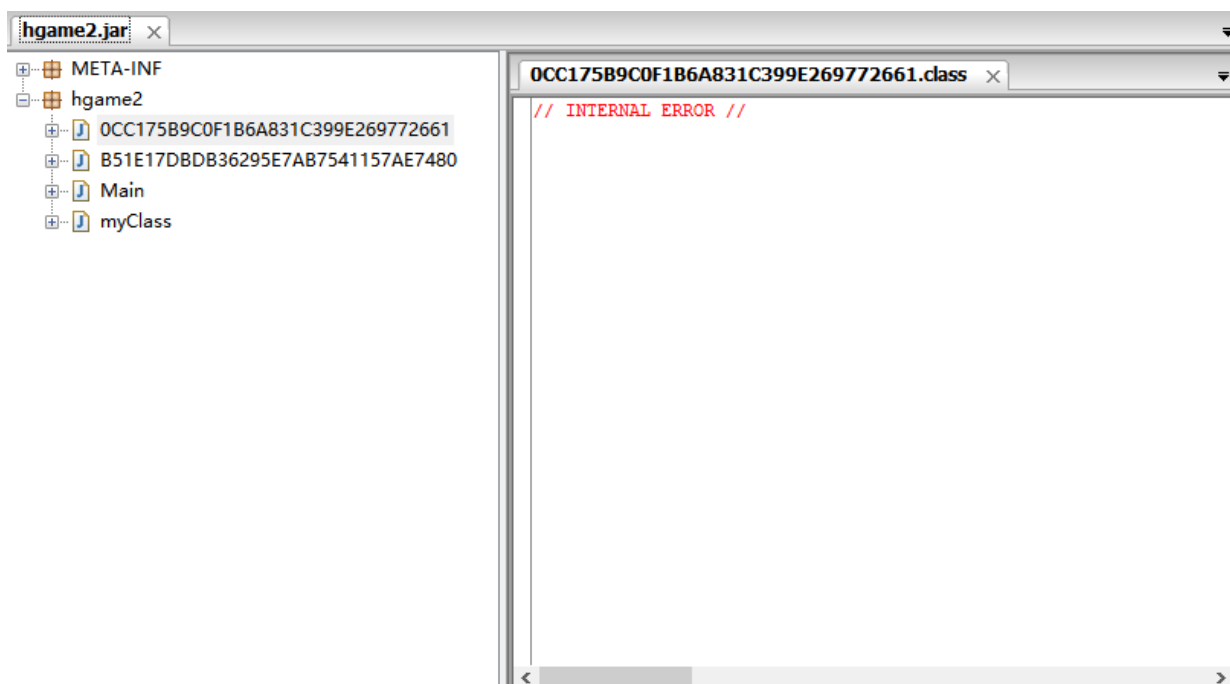 hgame2.jar
META-INF
hgame2
0CC175B9C0F1B6A831C399E269772661
B51E17DBDB36295E7AB7541157AE7480
Main
myClass
0CC175B9C0F1B6A831C399E269772661.class
// INTERNAL ERROR //